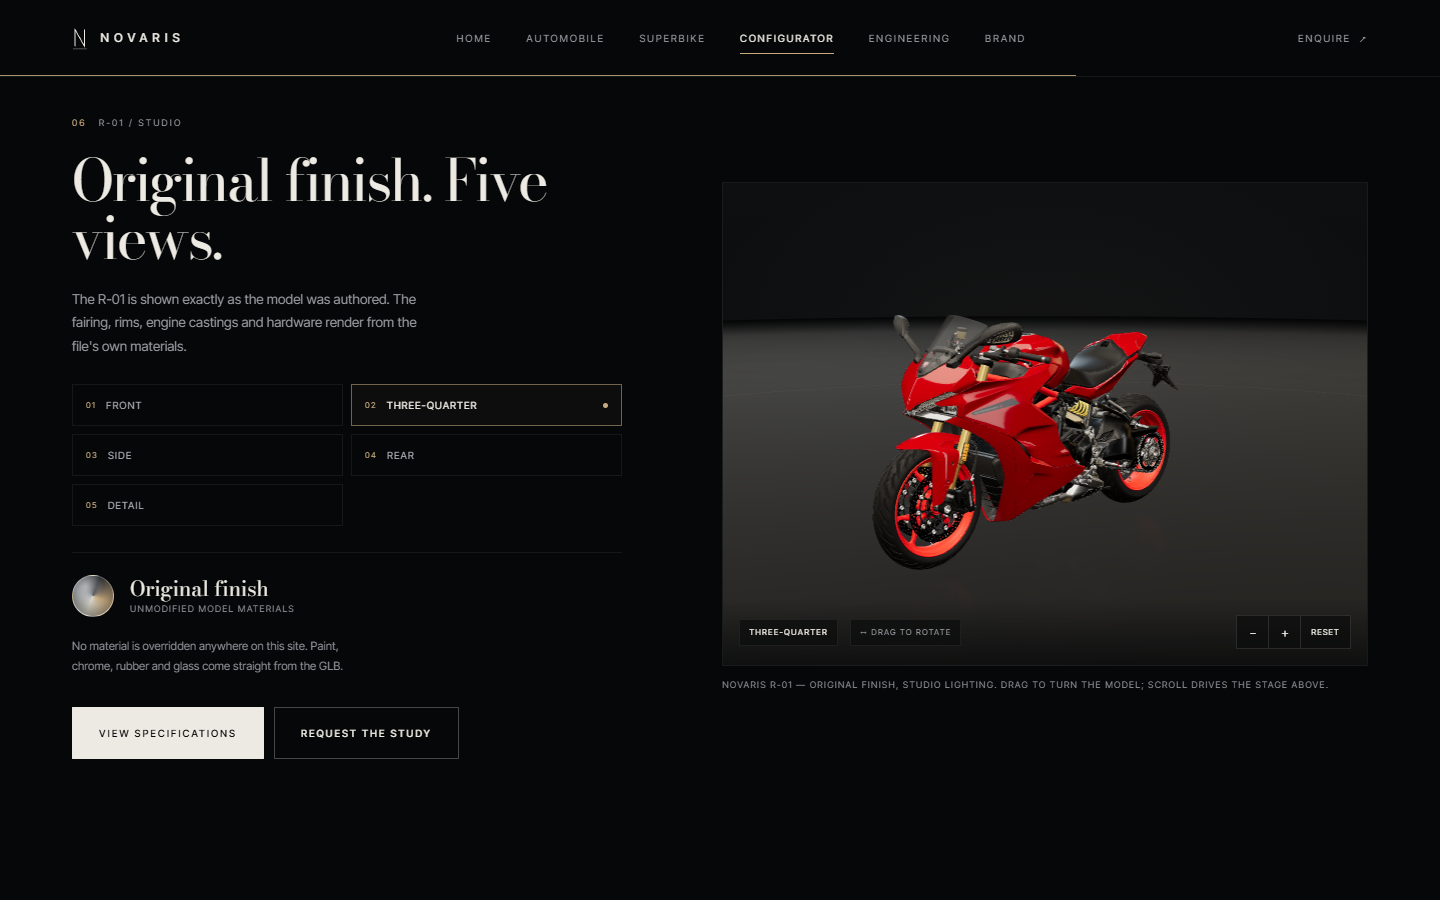 N NOVARIS
HOME AUTOMOBILE SUPERBIKE CONFIGURATOR ENGINEERING BRAND
ENQUIRE ↗
06 R-01 / STUDIO
Original finish. Five
views.
The R-01 is shown exactly as the model was authored. The
fairing, rims, engine castings and hardware render from the
file's own materials.
01 FRONT
02 THREE-QUARTER
03 SIDE
04 REAR
05 DETAIL
Original finish
UNMODIFIED MODEL MATERIALS
No material is overridden anywhere on this site. Paint,
chrome, rubber and glass come straight from the GLB.
VIEW SPECIFICATIONS
REQUEST THE STUDY
THREE-QUARTER
↔ DRAG TO ROTATE
− + RESET
NOVARIS R-01 — ORIGINAL FINISH, STUDIO LIGHTING. DRAG TO TURN THE MODEL; SCROLL DRIVES THE STAGE ABOVE.